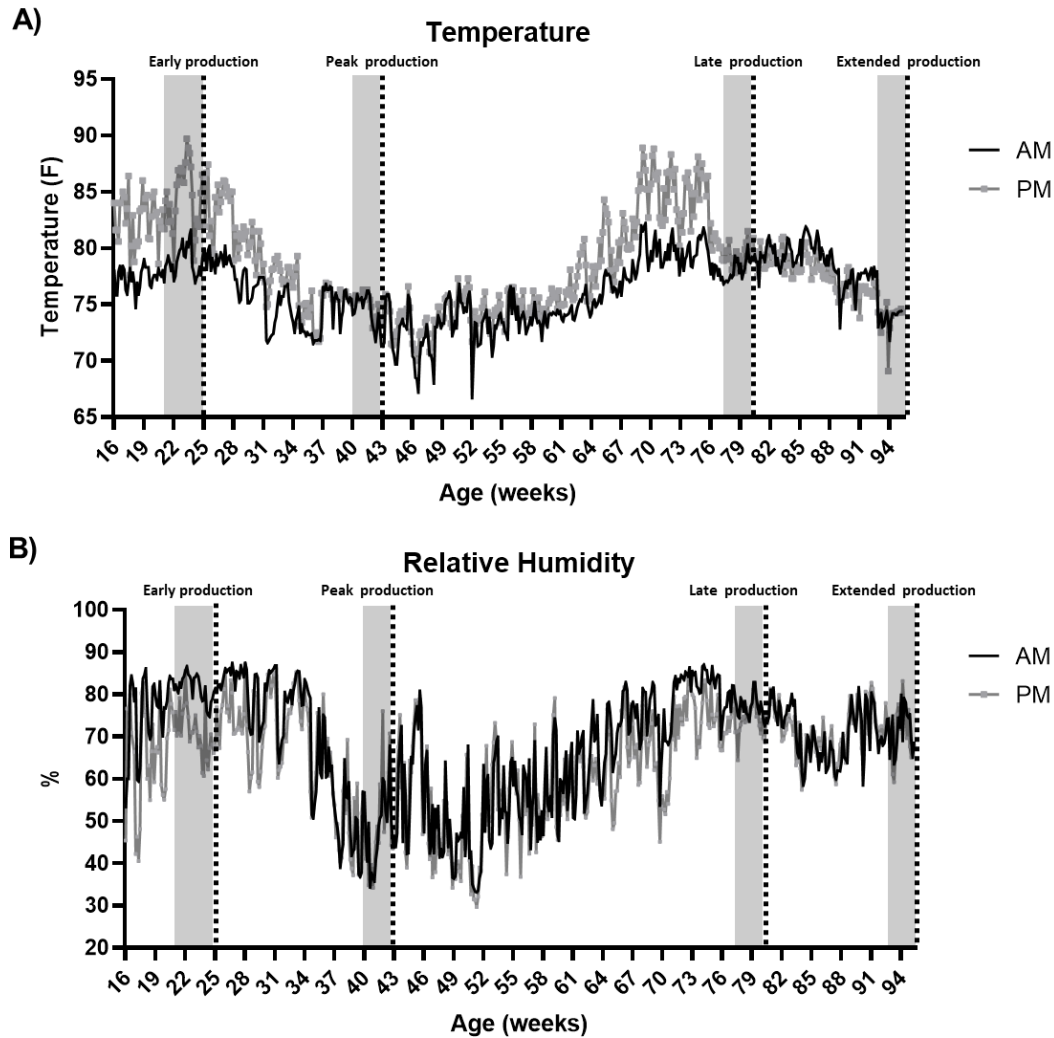 A)
Temperature
Early production Peak production Late production Extended production
95
90
85
80
75
70
65
Temperature (F)
AM
PM
16 19 22 25 28 31 34 37 40 43 46 49 52 55 58 61 64 67 70 73 76 79 82 85 88 91 94
Age (weeks)
B)
Relative Humidity
Early production Peak production Late production Extended production
100
90
80
70
60
50
40
30
20
%
AM
PM
16 19 22 25 28 31 34 37 40 43 46 49 52 55 58 61 64 67 70 73 76 79 82 85 88 91 94
Age (weeks)